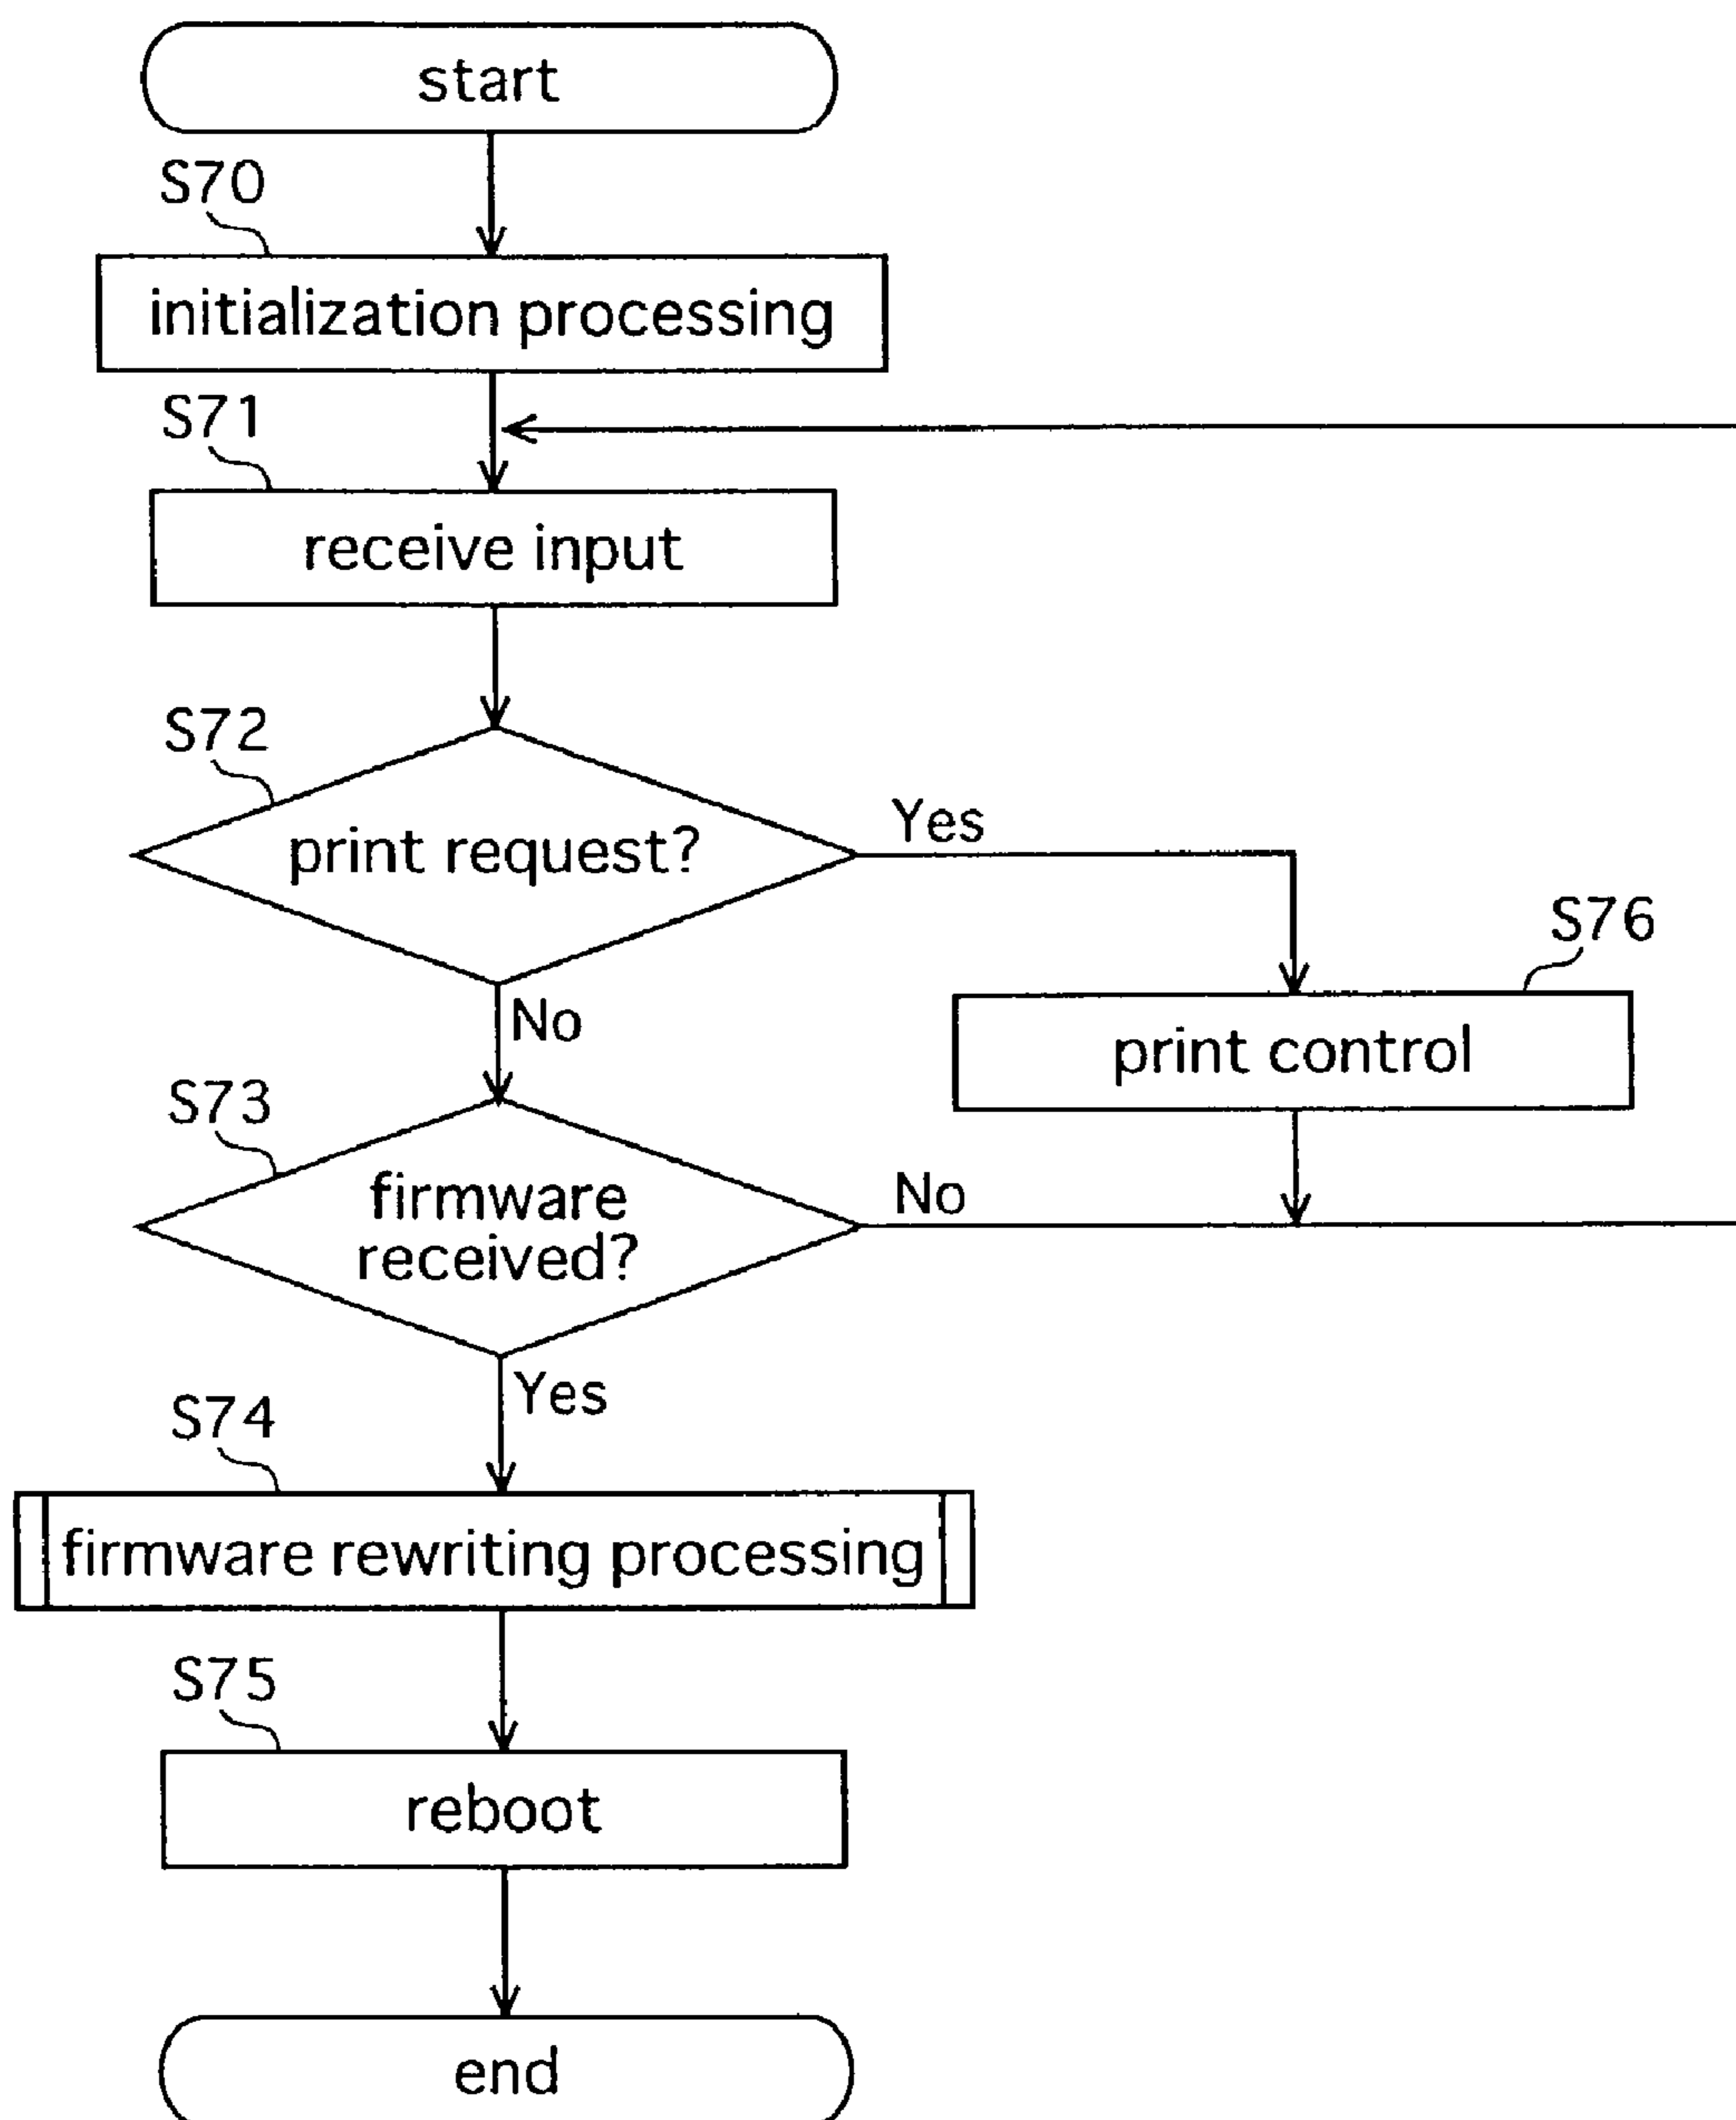 start
S70
initialization processing
S71
receive input
S72
print request?
Yes
S76
print control
No
S73
firmware
received?
No
Yes
S74
firmware rewriting processing
S75
reboot
end